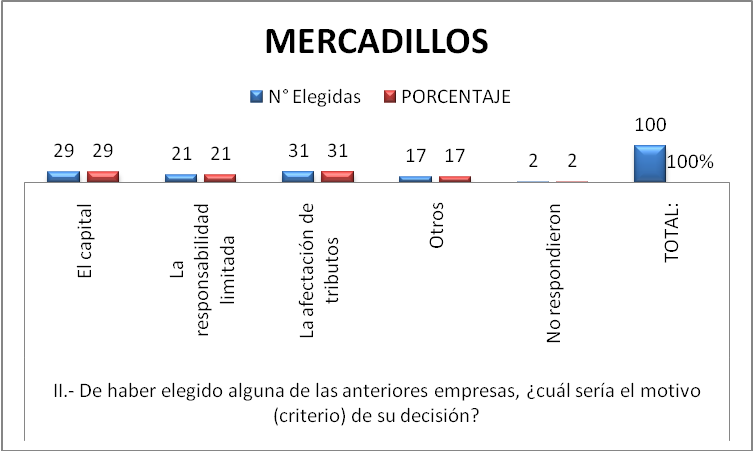 MERCADILLOS
N° Elegidas PORCENTAJE
29 29 21 21 31 31 17 17 2 2 100 100%
El capital
La
responsabilidad
limitada
La afectación de
tributos
Otros
No respondieron
TOTAL:
II.- De haber elegido alguna de las anteriores empresas, ¿cuál sería el motivo
(criterio) de su decisión?